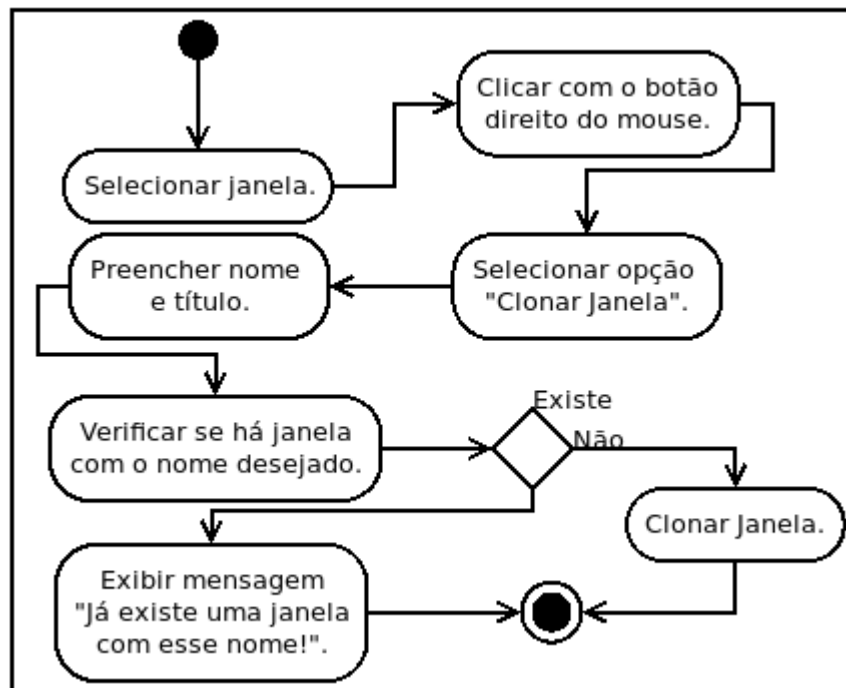 Clicar com o botão
direito do mouse.
Selecionar janela.
Preencher nome
e título.
Selecionar opção
"Clonar Janela".
Existe
Não
Verificar se há janela
com o nome desejado.
Clonar Janela.
Exibir mensagem
"Já existe uma janela
com esse nome!".